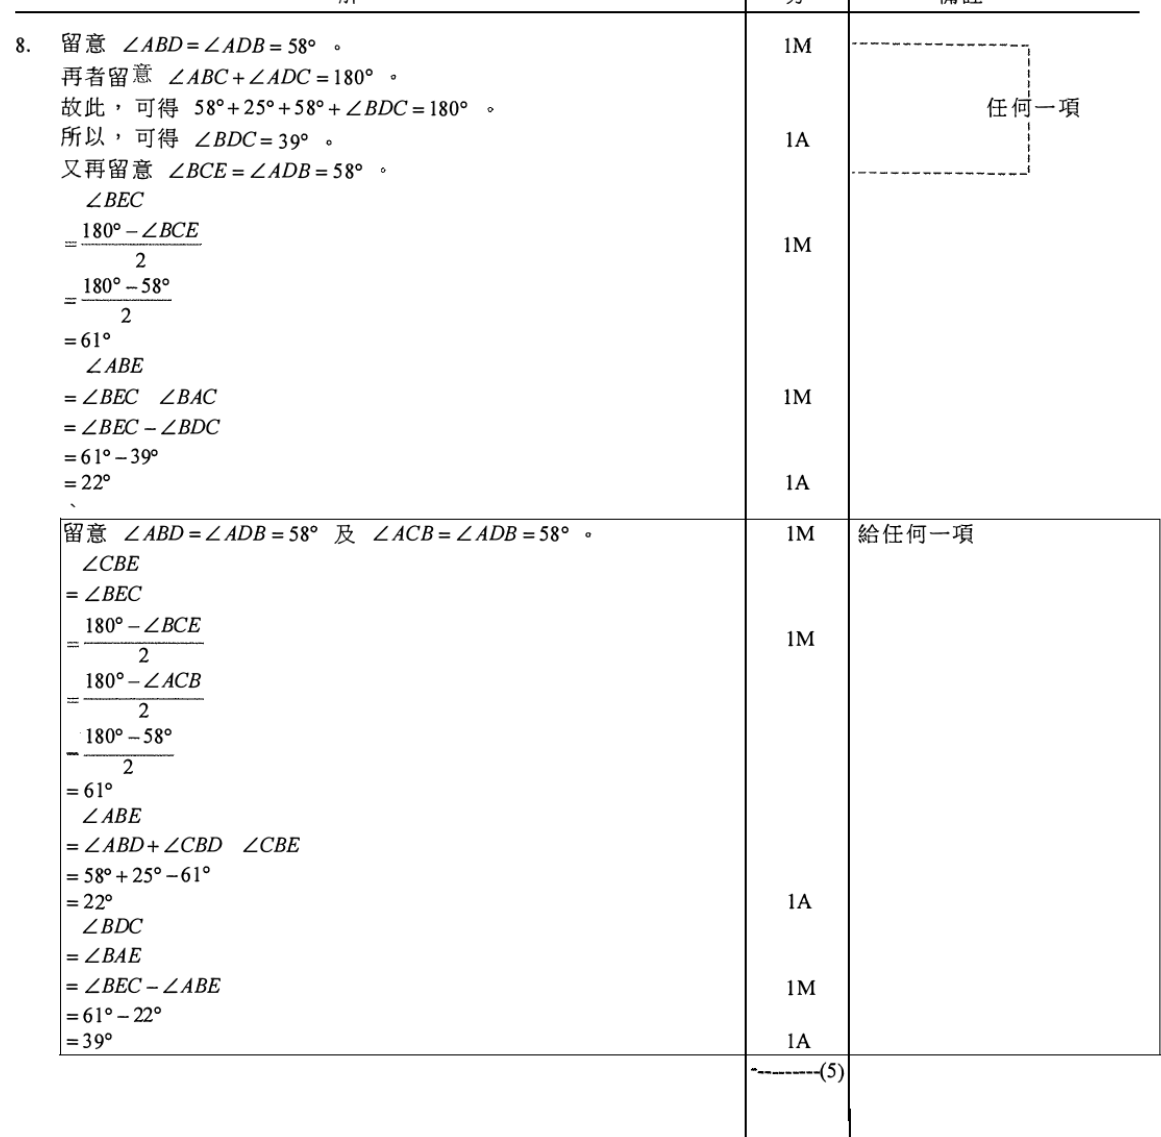 8. 留意 ∠ABD = ∠ADB = 58° 。 1M
再者留意 ∠ABC + ∠ADC = 180° 。
故此，可得 58° + 25° + 58° + ∠BDC = 180° 。 任何一項
所以，可得 ∠BDC = 39° 。 1A
又再留意 ∠BCE = ∠ADB = 58° 。
∠BEC
= (180° – ∠BCE)/2 1M
= (180° – 58°)/2
= 61°
∠ABE
= ∠BEC ∠BAC 1M
= ∠BEC – ∠BDC
= 61° – 39°
= 22° 1A
留意 ∠ABD = ∠ADB = 58° 及 ∠ACB = ∠ADB = 58° 。 1M 給任何一項
∠CBE
= ∠BEC
= (180° – ∠BCE)/2 1M
= (180° – ∠ACB)/2
= (180° – 58°)/2
= 61°
∠ABE
= ∠ABD + ∠CBD ∠CBE
= 58° + 25° – 61°
= 22° 1A
∠BDC
= ∠BAE
= ∠BEC – ∠ABE 1M
= 61° – 22°
= 39° 1A
----------(5)